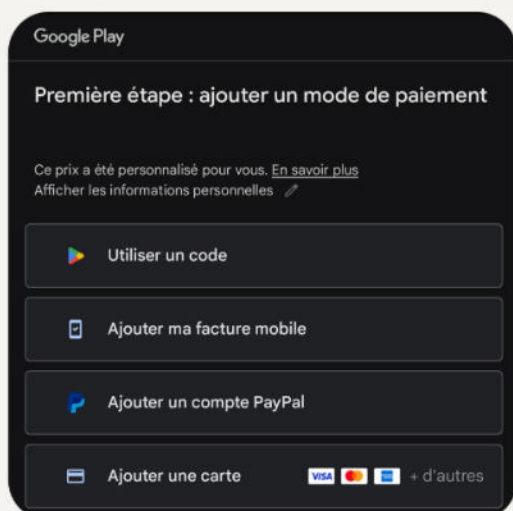 Google Play
Première étape : ajouter un mode de paiement
Ce prix a été personnalisé pour vous. En savoir plus
Afficher les informations personnelles
Utiliser un code
Ajouter ma facture mobile
Ajouter un compte PayPal
Ajouter une carte VISA + d'autres